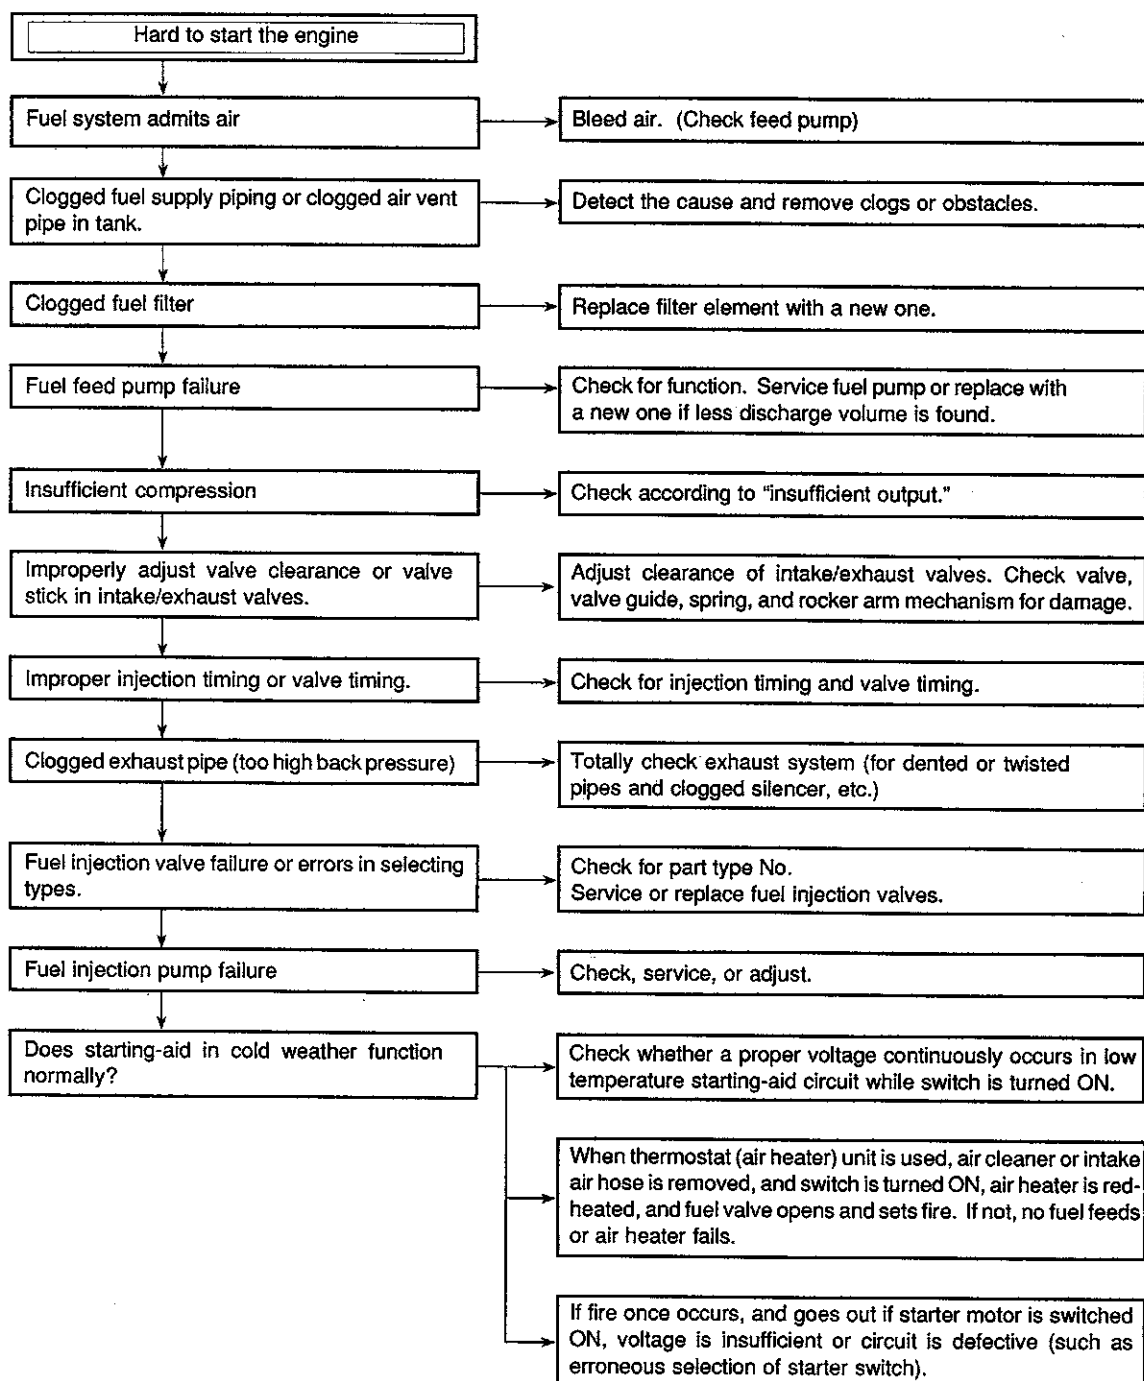 Hard to start the engine
Fuel system admits air
Bleed air. (Check feed pump)
Clogged fuel supply piping or clogged air vent
pipe in tank.
Detect the cause and remove clogs or obstacles.
Clogged fuel filter
Replace filter element with a new one.
Fuel feed pump failure
Check for function. Service fuel pump or replace with
a new one if less discharge volume is found.
Insufficient compression
Check according to “insufficient output.”
Improperly adjust valve clearance or valve
stick in intake/exhaust valves.
Adjust clearance of intake/exhaust valves. Check valve,
valve guide, spring, and rocker arm mechanism for damage.
Improper injection timing or valve timing.
Check for injection timing and valve timing.
Clogged exhaust pipe (too high back pressure)
Totally check exhaust system (for dented or twisted
pipes and clogged silencer, etc.)
Fuel injection valve failure or errors in selecting
types.
Check for part type No.
Service or replace fuel injection valves.
Fuel injection pump failure
Check, service, or adjust.
Does starting-aid in cold weather function
normally?
Check whether a proper voltage continuously occurs in low
temperature starting-aid circuit while switch is turned ON.
When thermostat (air heater) unit is used, air cleaner or intake
air hose is removed, and switch is turned ON, air heater is red-
heated, and fuel valve opens and sets fire. If not, no fuel feeds
or air heater fails.
If fire once occurs, and goes out if starter motor is switched
ON, voltage is insufficient or circuit is defective (such as
erroneous selection of starter switch).